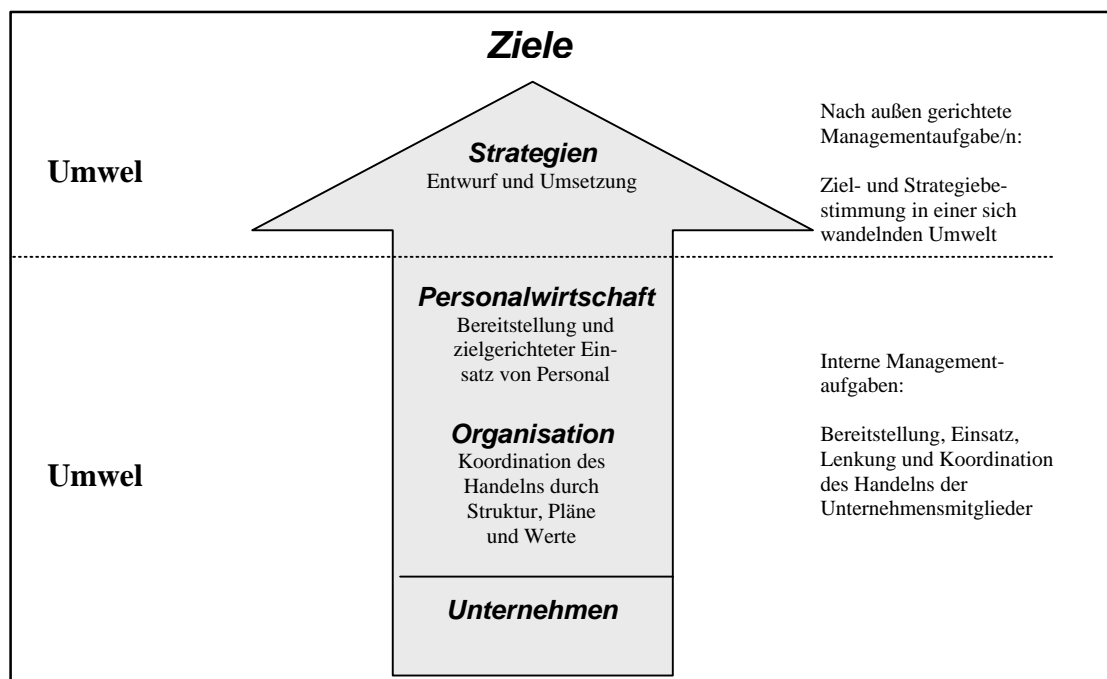 Ziele
Umwel
Strategien
Entwurf und Umsetzung
Nach außen gerichtete
Managementaufgabe/n:
Ziel- und Strategiebe-
stimmung in einer sich
wandelnden Umwelt
Personalwirtschaft
Bereitstellung und
zielgerichteter Ein-
satz von Personal
Organisation
Koordination des
Handelns durch
Struktur, Pläne
und Werte
Umwel
Interne Management-
aufgaben:
Bereitstellung, Einsatz,
Lenkung und Koordination
des Handelns der
Unternehmensmitglieder
Unternehmen